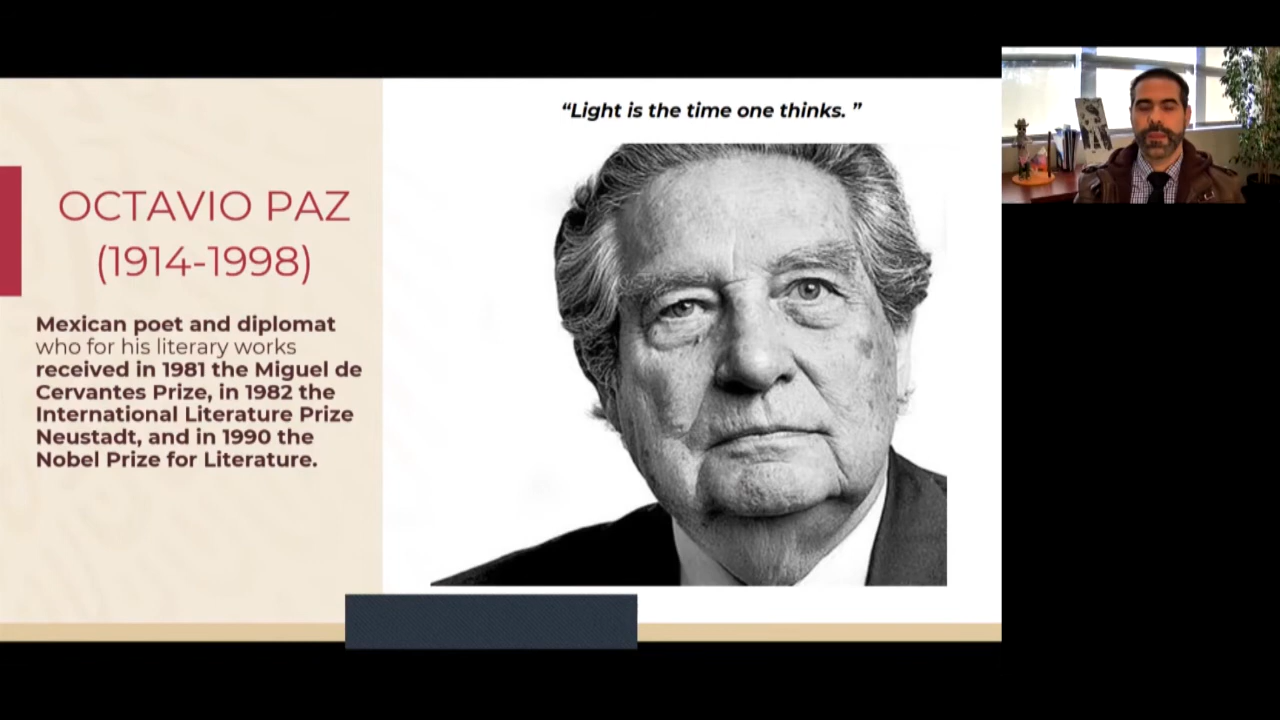 “Light is the time one thinks. ”
OCTAVIO PAZ
(1914-1998)
Mexican poet and diplomat
who for his literary works
received in 1981 the Miguel de
Cervantes Prize, in 1982 the
International Literature Prize
Neustadt, and in 1990 the
Nobel Prize for Literature.